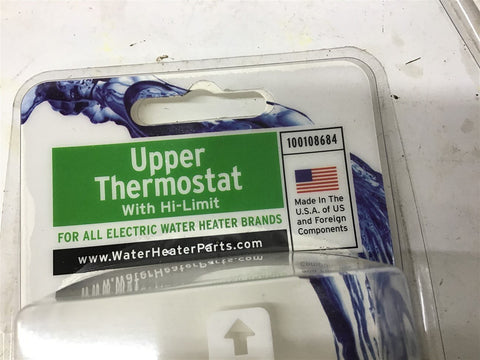 Upper
Thermostat
With Hi-Limit
FOR ALL ELECTRIC WATER HEATER BRANDS
www.WaterHeaterParts.com
100108684
Made In The
U.S.A. of US
and Foreign
Components